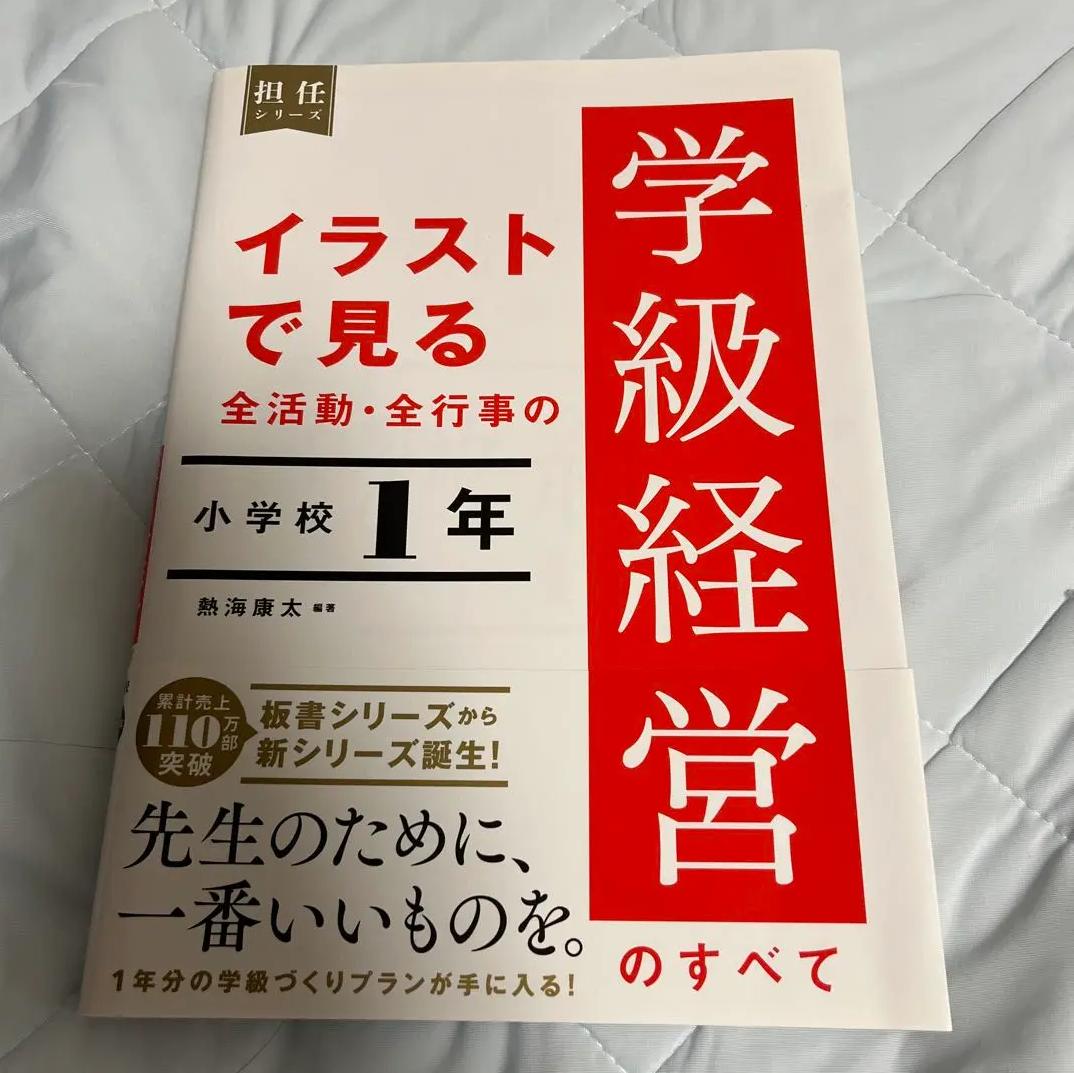 担任
シリーズ
イラスト
で見る
全活動・全行事の
学級経営
のすべて
小学校 1年
熱海康太 編著
累計売上
110万部
突破
板書シリーズから
新シリーズ誕生!
先生のために、
一番いいものを。
1年分の学級づくりプランが手に入る!